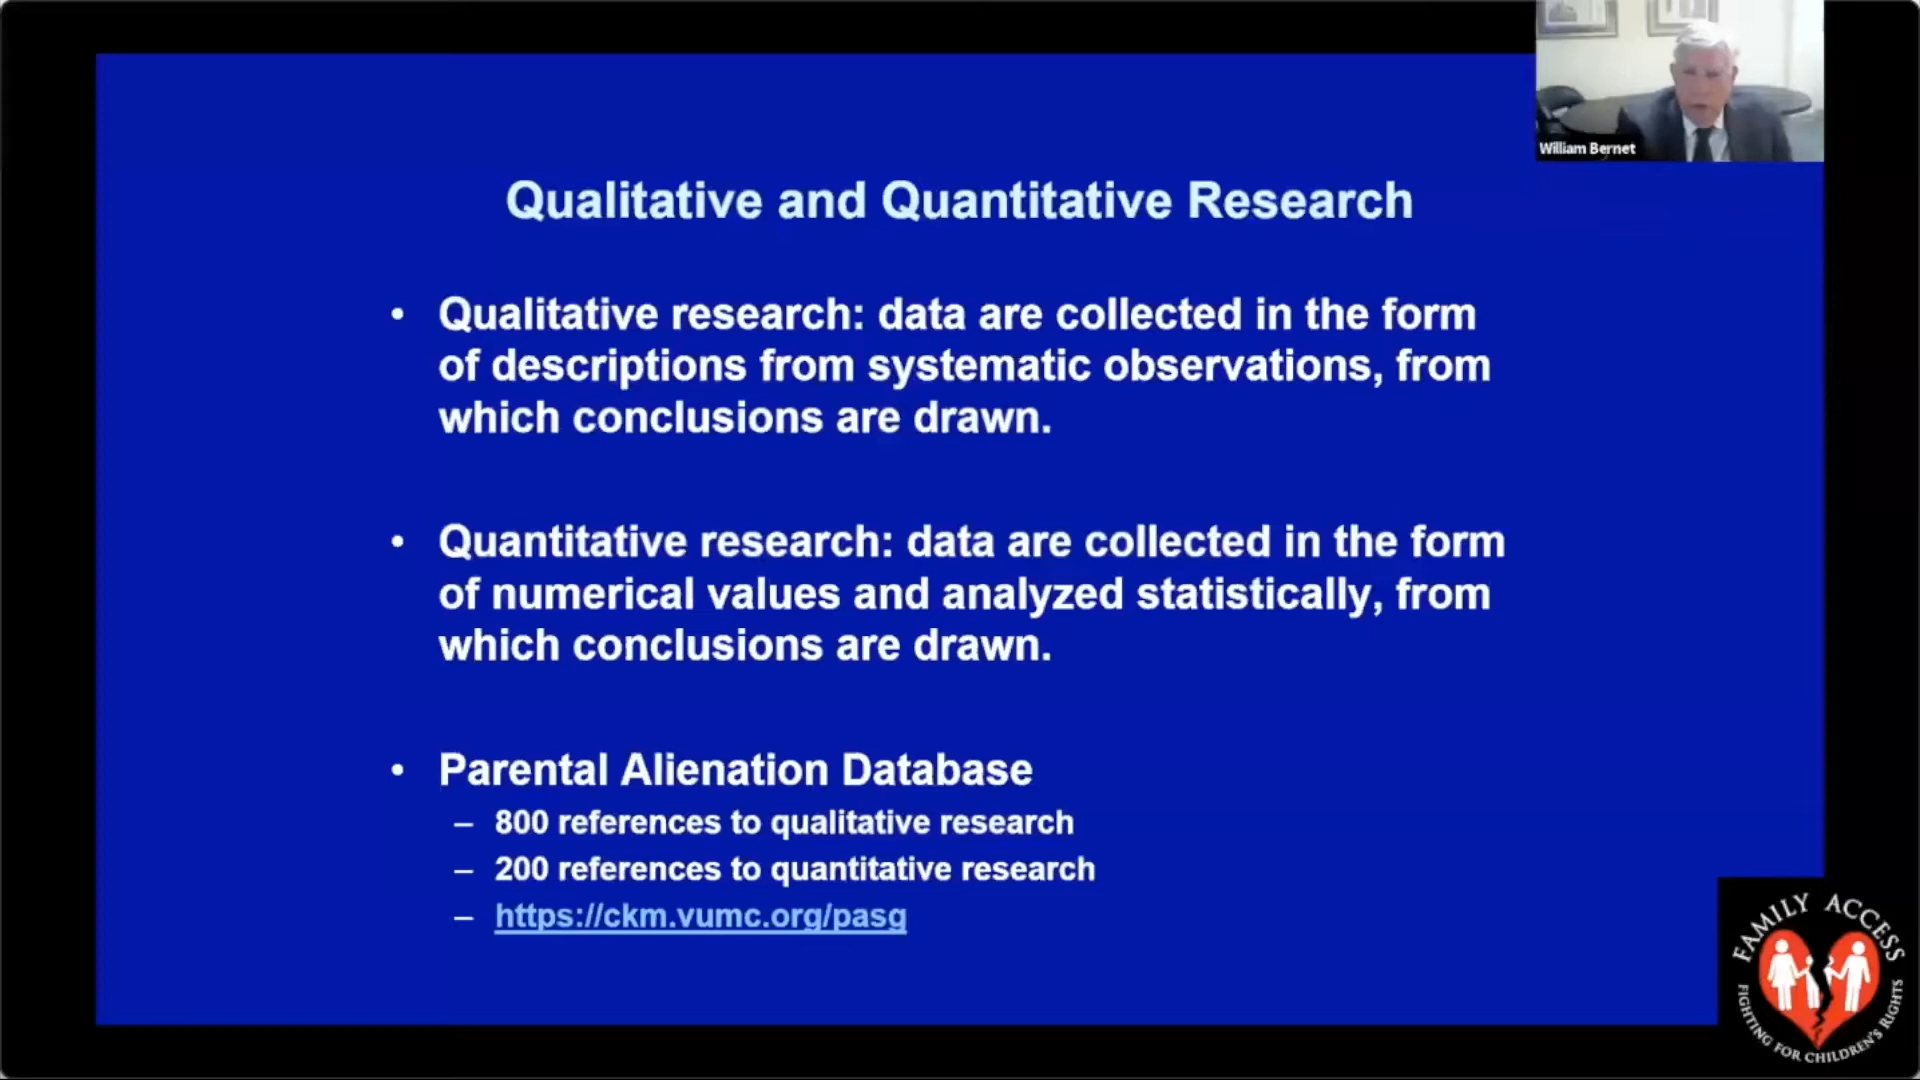 William Bernet
Qualitative and Quantitative Research
• Qualitative research: data are collected in the form
of descriptions from systematic observations, from
which conclusions are drawn.
• Quantitative research: data are collected in the form
of numerical values and analyzed statistically, from
which conclusions are drawn.
• Parental Alienation Database
– 800 references to qualitative research
– 200 references to quantitative research
– https://ckm.vumc.org/pasg
FAMILY ACCESS
FIGHTING FOR CHILDREN'S RIGHTS